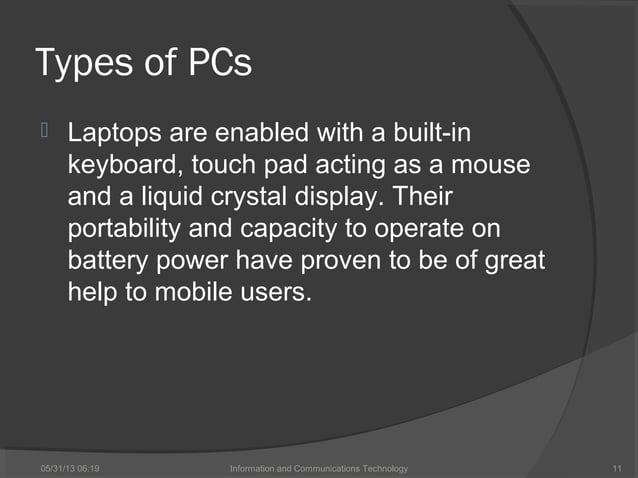 Types of PCs
Laptops are enabled with a built-in
keyboard, touch pad acting as a mouse
and a liquid crystal display. Their
portability and capacity to operate on
battery power have proven to be of great
help to mobile users.
05/31/13 06:19 Information and Communications Technology 11